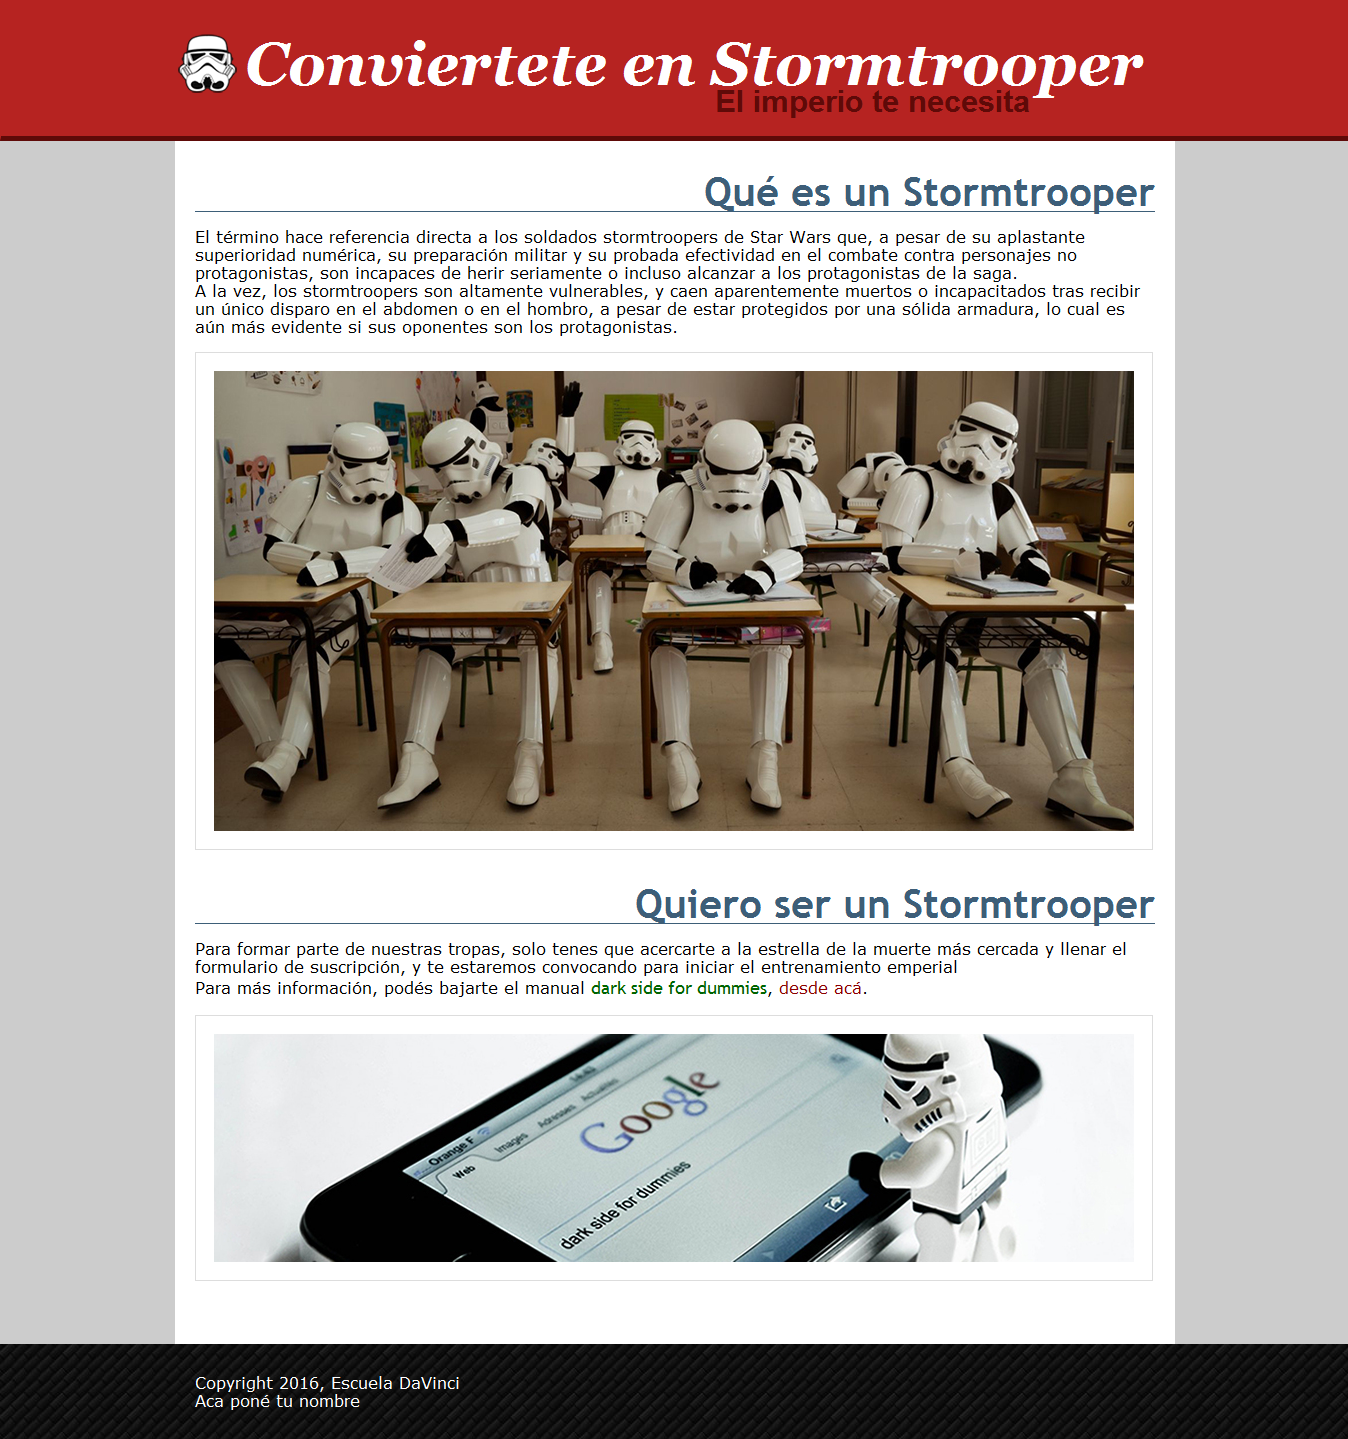 Conviertete en Stormtrooper
El imperio te necesita
Qué es un Stormtrooper
El término hace referencia directa a los soldados stormtroopers de Star Wars que, a pesar de su aplastante
superioridad numérica, su preparación militar y su probada efectividad en el combate contra personajes no
protagonistas, son incapaces de herir seriamente o incluso alcanzar a los protagonistas de la saga.
A la vez, los stormtroopers son altamente vulnerables, y caen aparentemente muertos o incapacitados tras recibir
un único disparo en el abdomen o en el hombro, a pesar de estar protegidos por una sólida armadura, lo cual es
aún más evidente si sus oponentes son los protagonistas.
Quiero ser un Stormtrooper
Para formar parte de nuestras tropas, solo tenes que acercarte a la estrella de la muerte más cercada y llenar el
formulario de suscripción, y te estaremos convocando para iniciar el entrenamiento emperial
Para más información, podés bajarte el manual dark side for dummies, desde acá.
Orange F
Web Images Adresses Actualités
Google
dark side for dummies
Copyright 2016, Escuela DaVinci
Aca poné tu nombre